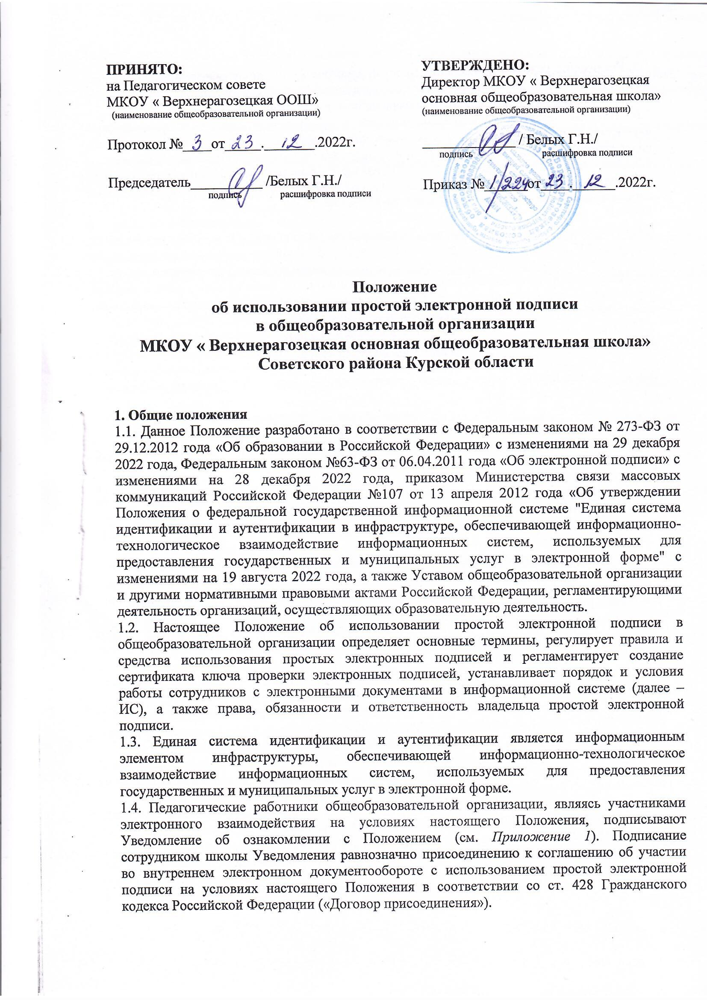 ПРИНЯТО:
на Педагогическом совете
МКОУ « Верхнерагозецкая ООШ»
(наименование общеобразовательной организации)
Протокол №____3__от_23_.__12__.2022г.
Председатель__________ /Белых Г.Н./
подпись расшифровка подписи
УТВЕРЖДЕНО:
Директор МКОУ « Верхнерагозецкая
основная общеобразовательная школа»
(наименование общеобразовательной организации)
_____________/ Белых Г.Н./
подпись расшифровка подписи
Приказ №_1/224_от_23_.__12__.2022г.
Положение
об использовании простой электронной подписи
в общеобразовательной организации
МКОУ « Верхнерагозецкая основная общеобразовательная школа»
Советского района Курской области
1. Общие положения
1.1. Данное Положение разработано в соответствии с Федеральным законом № 273-ФЗ от
29.12.2012 года «Об образовании в Российской Федерации» с изменениями на 29 декабря
2022 года, Федеральным законом №63-ФЗ от 06.04.2011 года «Об электронной подписи» с
изменениями на 28 декабря 2022 года, приказом Министерства связи массовых
коммуникаций Российской Федерации №107 от 13 апреля 2012 года «Об утверждении
Положения о федеральной государственной информационной системе "Единая система
идентификации и аутентификации в инфраструктуре, обеспечивающей информационно-
технологическое взаимодействие информационных систем, используемых для
предоставления государственных и муниципальных услуг в электронной форме" с
изменениями на 19 августа 2022 года, а также Уставом общеобразовательной организации
и другими нормативными правовыми актами Российской Федерации, регламентирующими
деятельность организаций, осуществляющих образовательную деятельность.
1.2. Настоящее Положение об использовании простой электронной подписи в
общеобразовательной организации определяет основные термины, регулирует правила и
средства использования простых электронных подписей и регламентирует создание
сертификата ключа проверки электронных подписей, устанавливает порядок и условия
работы сотрудников с электронными документами в информационной системе (далее –
ИС), а также права, обязанности и ответственность владельца простой электронной
подписи.
1.3. Единая система идентификации и аутентификации является информационным
элементом инфраструктуры, обеспечивающей информационно-технологическое
взаимодействие информационных систем, используемых для предоставления
государственных и муниципальных услуг в электронной форме.
1.4. Педагогические работники общеобразовательной организации, являясь участниками
электронного взаимодействия на условиях настоящего Положения, подписывают
Уведомление об ознакомлении с Положением (см. Приложение 1). Подписание
сотрудником школы Уведомления равнозначно присоединению к соглашению об участии
во внутреннем электронном документообороте с использованием простой электронной
подписи на условиях настоящего Положения в соответствии со ст. 428 Гражданского
кодекса Российской Федерации («Договор присоединения»).